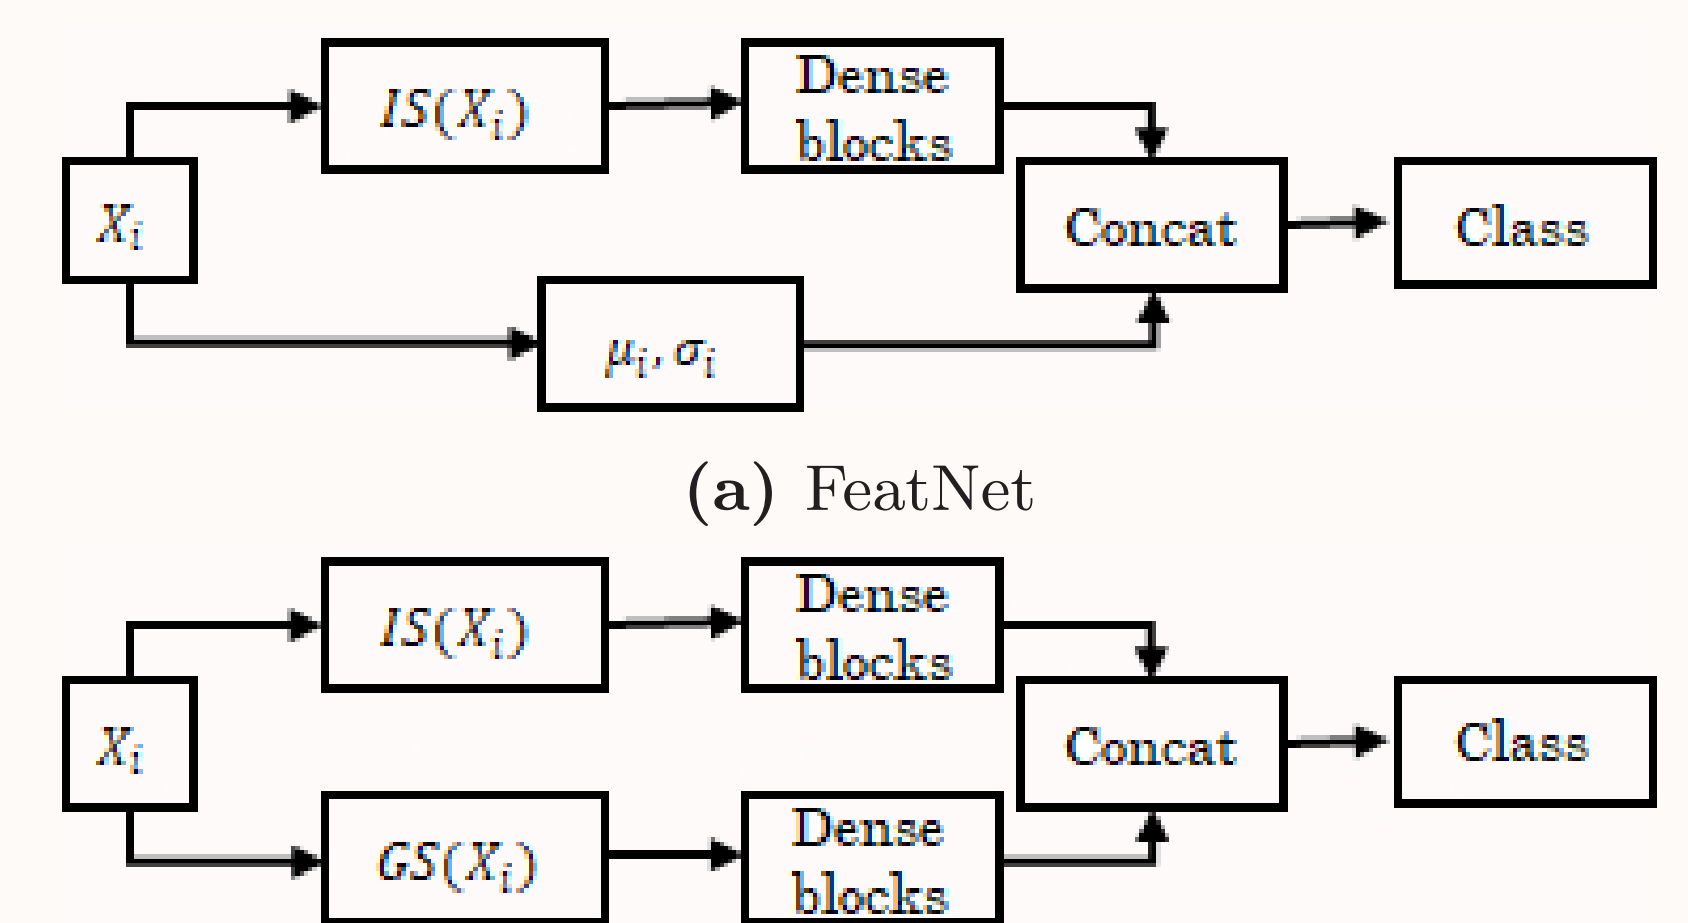 IS(X_i)
Dense
blocks
X_i
Concat
Class
μ_i, σ_i
(a) FeatNet
IS(X_i)
Dense
blocks
X_i
Concat
Class
GS(X_i)
Dense
blocks